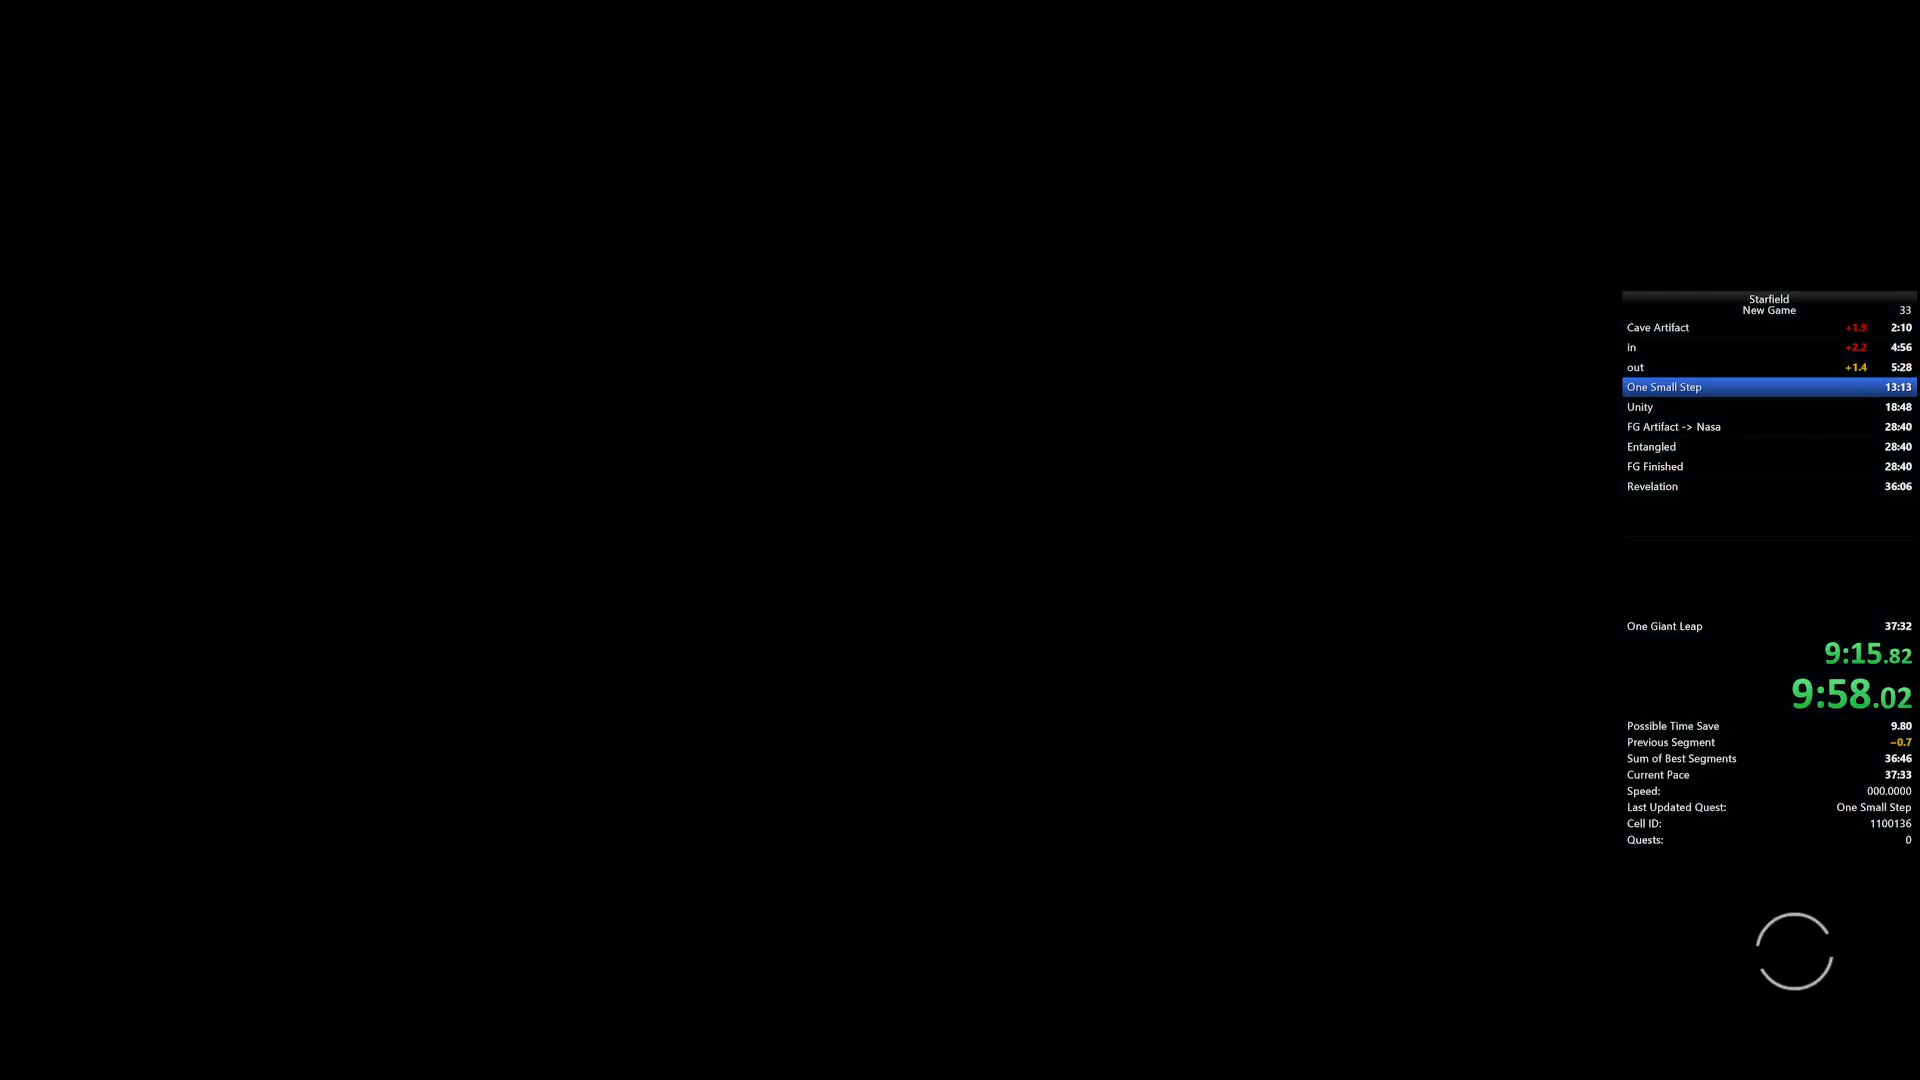 Starfield
New Game 33
Cave Artifact +1.9 2:10
in +2.2 4:56
out +1.4 5:28
One Small Step 13:13
Unity 18:48
FG Artifact -> Nasa 28:40
Entangled 28:40
FG Finished 28:40
Revelation 36:06
One Giant Leap 37:32
9:15.82
9:58.02
Possible Time Save 9.80
Previous Segment −0.7
Sum of Best Segments 36:46
Current Pace 37:33
Speed: 000.0000
Last Updated Quest: One Small Step
Cell ID: 1100136
Quests: 0